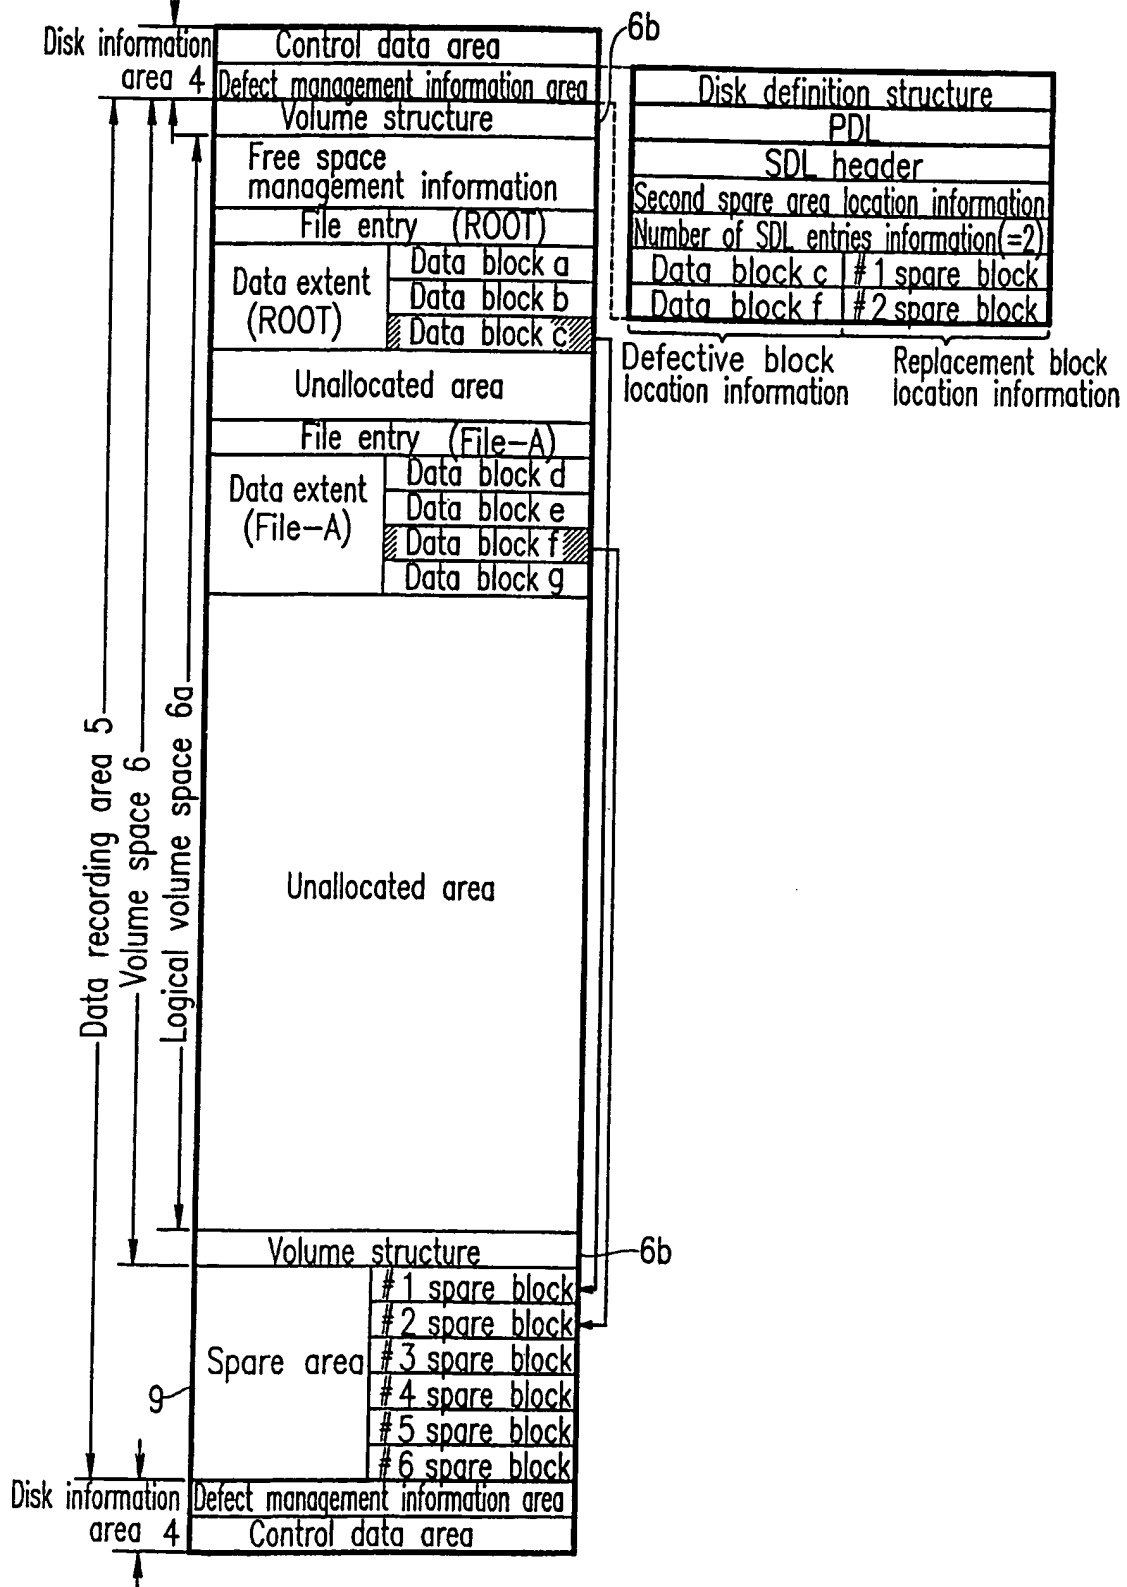 Disk information
area 4
Control data area
Defect management information area
6b
Volume structure
Free space
management information
File entry (ROOT)
Data extent
(ROOT)
Data block a
Data block b
Data block c
Unallocated area
File entry (File-A)
Data extent
(File-A)
Data block d
Data block e
Data block f
Data block g
Disk definition structure
PDL
SDL header
Second spare area location information
Number of SDL entries information(=2)
Data block c #1 spare block
Data block f #2 spare block
Defective block
location information
Replacement block
location information
Data recording area 5
Volume space 6
Logical volume space 6a
Unallocated area
Volume structure
6b
Spare area
9
#1 spare block
#2 spare block
#3 spare block
#4 spare block
#5 spare block
#6 spare block
Disk information
area 4
Defect management information area
Control data area